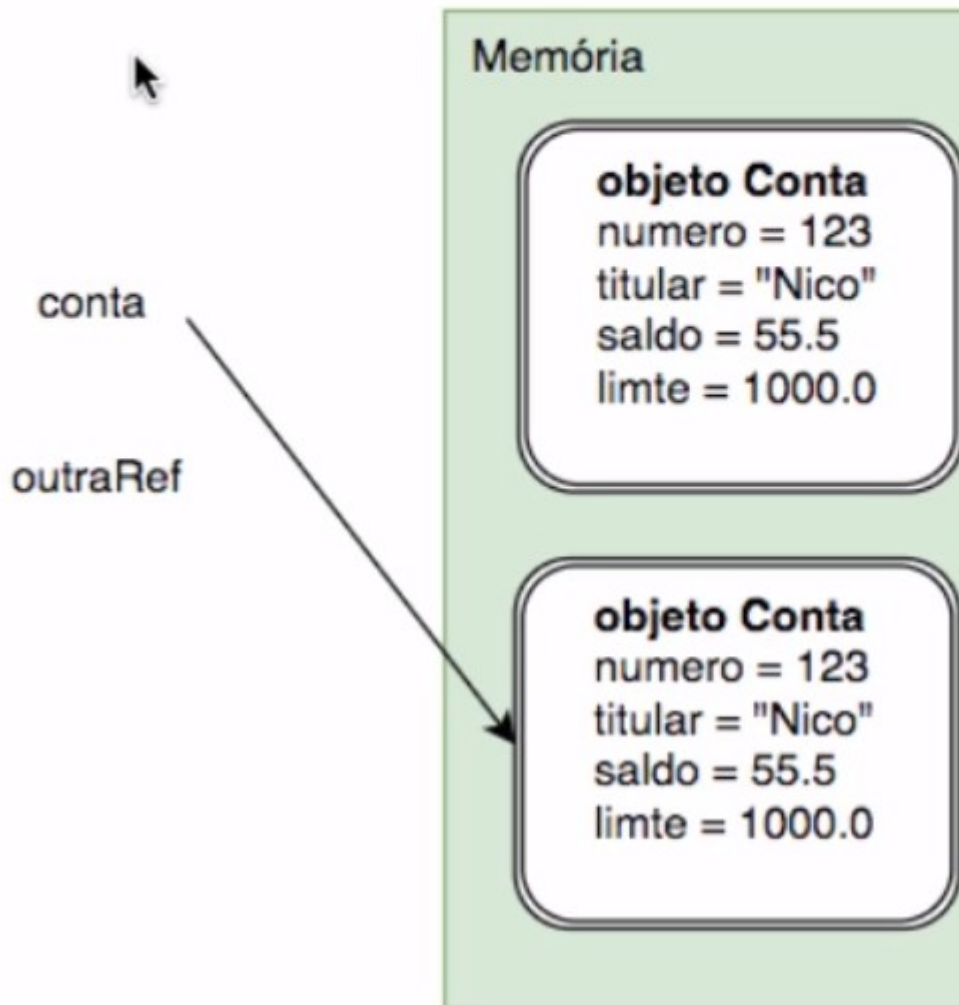 Memória
objeto Conta
numero = 123
titular = "Nico"
saldo = 55.5
limte = 1000.0
conta
outraRef
objeto Conta
numero = 123
titular = "Nico"
saldo = 55.5
limte = 1000.0